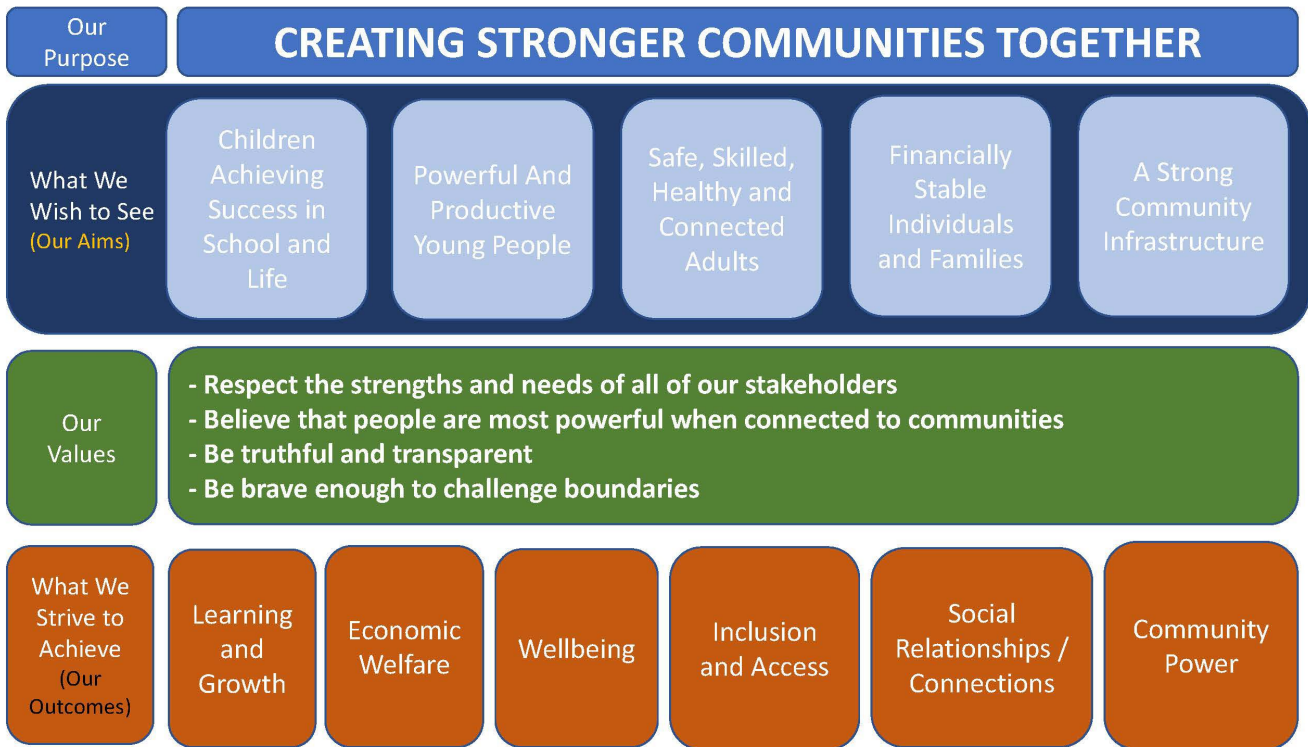 Our
Purpose
CREATING STRONGER COMMUNITIES TOGETHER
What We
Wish to See
(Our Aims)
Children
Achieving
Success in
School and
Life
Powerful And
Productive
Young People
Safe, Skilled,
Healthy and
Connected
Adults
Financially
Stable
Individuals
and Families
A Strong
Community
Infrastructure
Our
Values
- Respect the strengths and needs of all of our stakeholders
- Believe that people are most powerful when connected to communities
- Be truthful and transparent
- Be brave enough to challenge boundaries
What We
Strive to
Achieve
(Our
Outcomes)
Learning
and
Growth
Economic
Welfare
Wellbeing
Inclusion
and Access
Social
Relationships /
Connections
Community
Power